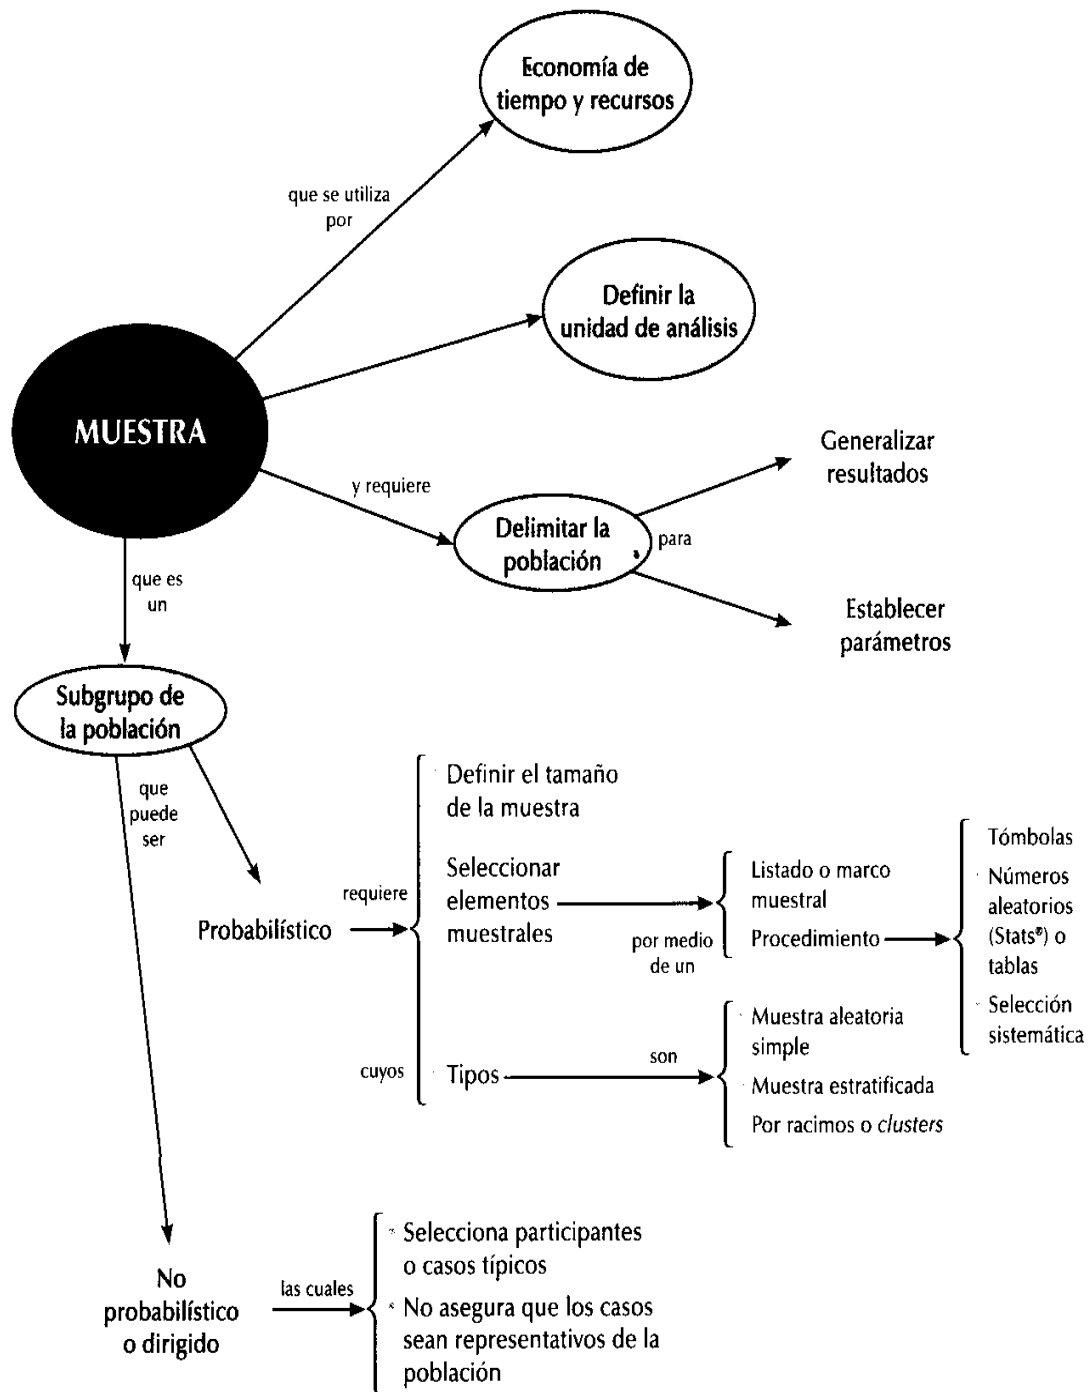 Economía de
tiempo y recursos
que se utiliza
por
Definir la
unidad de análisis
MUESTRA
Generalizar
resultados
y requiere
Delimitar la
población
para
que es
un
Establecer
parámetros
Subgrupo de
la población
que
puede
ser
Definir el tamaño
de la muestra
requiere
Seleccionar
elementos
muestrales
Probabilístico
por medio
de un
Listado o marco
muestral
Procedimiento
Tómbolas
Números
aleatorios
(Stats®) o
tablas
Selección
sistemática
cuyos
Tipos
son
Muestra aleatoria
simple
Muestra estratificada
Por racimos o clusters
No
probabilístico
o dirigido
las cuales
Selecciona participantes
o casos típicos
No asegura que los casos
sean representativos de la
población